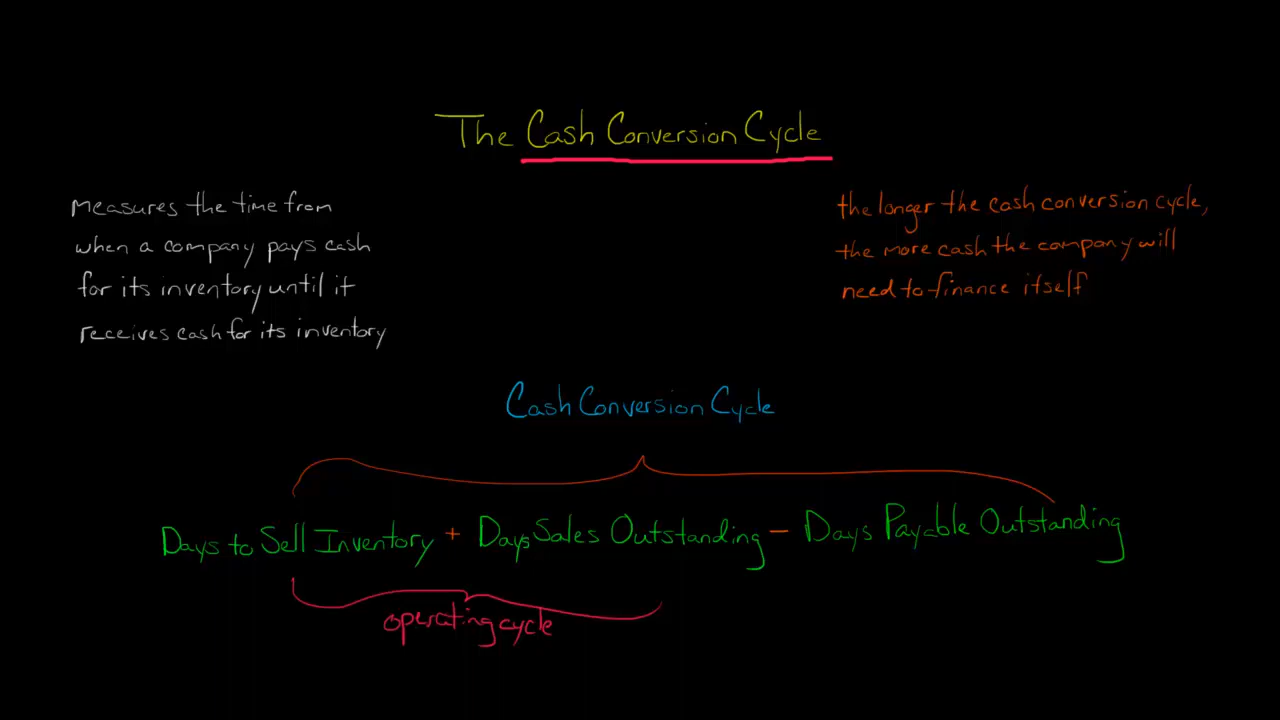 The Cash Conversion Cycle
measures the time from
when a company pays cash
for its inventory until it
receives cash for its inventory
the longer the cash conversion cycle,
the more cash the company will
need to finance itself
Cash Conversion Cycle
Days to Sell Inventory + Days Sales Outstanding - Days Payable Outstanding
operating cycle